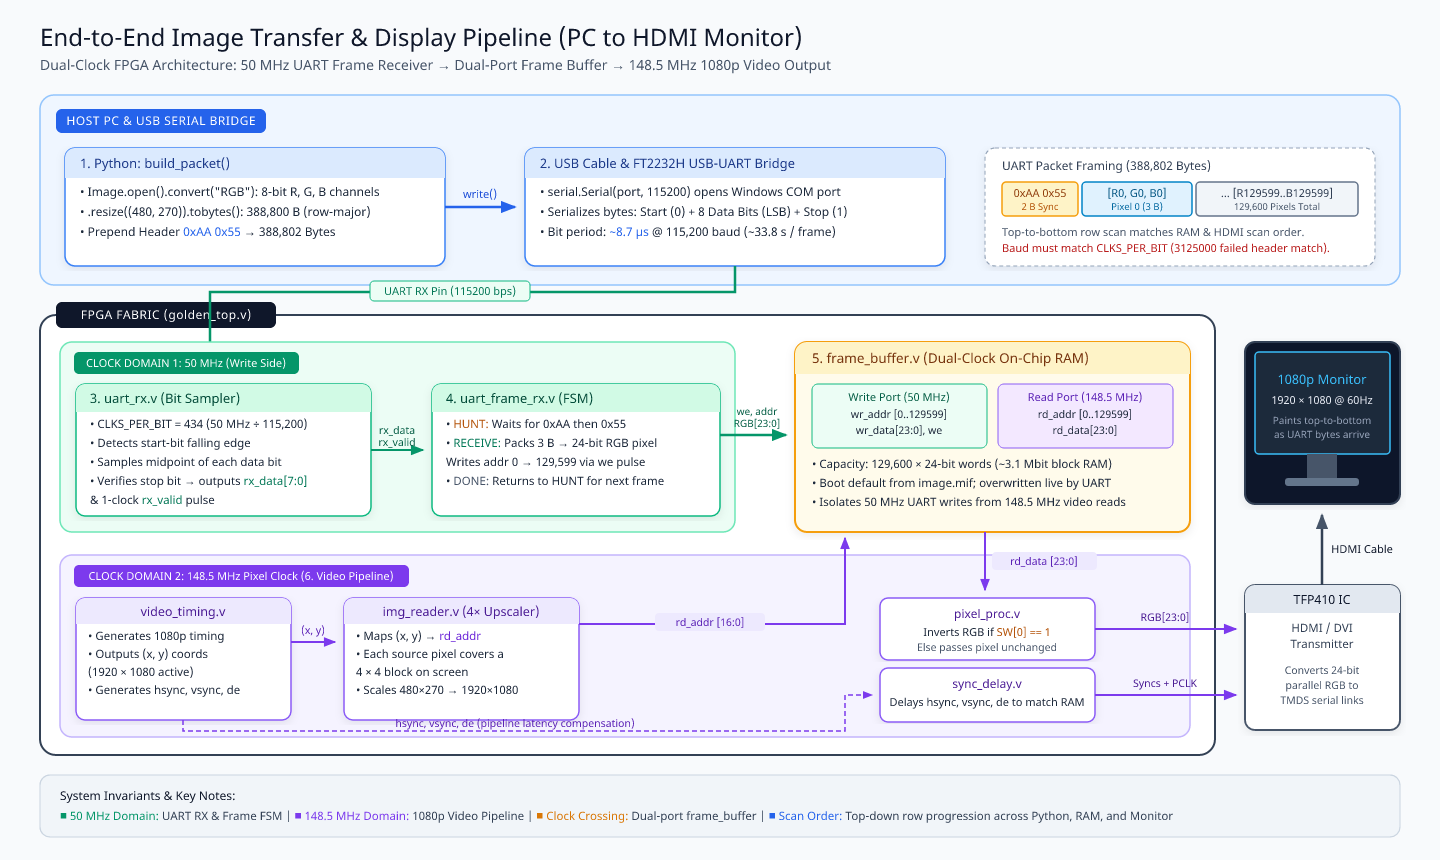 End-to-End Image Transfer & Display Pipeline (PC to HDMI Monitor)
Dual-Clock FPGA Architecture: 50 MHz UART Frame Receiver → Dual-Port Frame Buffer → 148.5 MHz 1080p Video Output
HOST PC & USB SERIAL BRIDGE
1. Python: build_packet()
• Image.open().convert("RGB"): 8-bit R, G, B channels
• .resize((480, 270)).tobytes(): 388,800 B (row-major)
• Prepend Header 0xAA 0x55 → 388,802 Bytes
write()
2. USB Cable & FT2232H USB-UART Bridge
• serial.Serial(port, 115200) opens Windows COM port
• Serializes bytes: Start (0) + 8 Data Bits (LSB) + Stop (1)
• Bit period: ~8.7 µs @ 115,200 baud (~33.8 s / frame)
UART Packet Framing (388,802 Bytes)
0xAA 0x55
2 B Sync
[R0, G0, B0]
Pixel 0 (3 B)
... [R129599..B129599]
129,600 Pixels Total
Top-to-bottom row scan matches RAM & HDMI scan order.
Baud must match CLKS_PER_BIT (3125000 failed header match).
UART RX Pin (115200 bps)
FPGA FABRIC (golden_top.v)
CLOCK DOMAIN 1: 50 MHz (Write Side)
3. uart_rx.v (Bit Sampler)
• CLKS_PER_BIT = 434 (50 MHz ÷ 115,200)
• Detects start-bit falling edge
• Samples midpoint of each data bit
• Verifies stop bit → outputs rx_data[7:0]
& 1-clock rx_valid pulse
rx_data
rx_valid
4. uart_frame_rx.v (FSM)
• HUNT: Waits for 0xAA then 0x55
• RECEIVE: Packs 3 B → 24-bit RGB pixel
Writes addr 0 → 129,599 via we pulse
• DONE: Returns to HUNT for next frame
we, addr
RGB[23:0]
5. frame_buffer.v (Dual-Clock On-Chip RAM)
Write Port (50 MHz)
wr_addr [0..129599]
wr_data[23:0], we
Read Port (148.5 MHz)
rd_addr [0..129599]
rd_data[23:0]
• Capacity: 129,600 × 24-bit words (~3.1 Mbit block RAM)
• Boot default from image.mif; overwritten live by UART
• Isolates 50 MHz UART writes from 148.5 MHz video reads
1080p Monitor
1920 × 1080 @ 60Hz
Paints top-to-bottom
as UART bytes arrive
HDMI Cable
CLOCK DOMAIN 2: 148.5 MHz Pixel Clock (6. Video Pipeline)
video_timing.v
• Generates 1080p timing
• Outputs (x, y) coords
(1920 × 1080 active)
• Generates hsync, vsync, de
(x, y)
img_reader.v (4× Upscaler)
• Maps (x, y) → rd_addr
• Each source pixel covers a
4 × 4 block on screen
• Scales 480×270 → 1920×1080
rd_addr [16:0]
rd_data [23:0]
pixel_proc.v
Inverts RGB if SW[0] == 1
Else passes pixel unchanged
RGB[23:0]
sync_delay.v
Delays hsync, vsync, de to match RAM
Syncs + PCLK
hsync, vsync, de (pipeline latency compensation)
TFP410 IC
HDMI / DVI
Transmitter
Converts 24-bit
parallel RGB to
TMDS serial links
System Invariants & Key Notes:
■ 50 MHz Domain: UART RX & Frame FSM | ■ 148.5 MHz Domain: 1080p Video Pipeline | ■ Clock Crossing: Dual-port frame_buffer | ■ Scan Order: Top-down row progression across Python, RAM, and Monitor